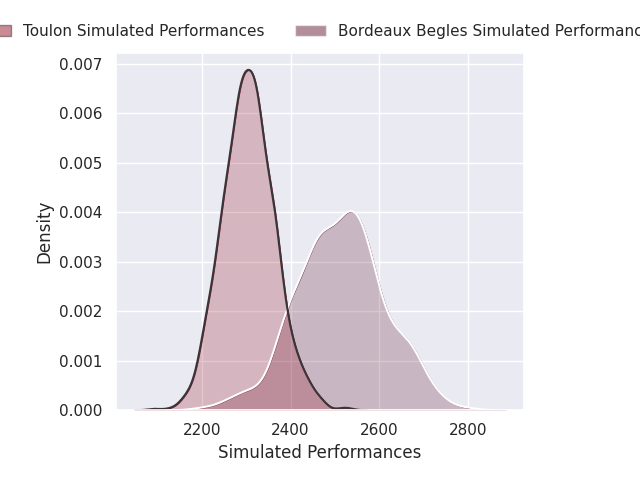 Toulon Simulated Performances
Bordeaux Begles Simulated
0.007
0.006
0.005
0.004
0.003
0.002
0.001
0.000
Density
2200 2400 2600 2800
Simulated Performances